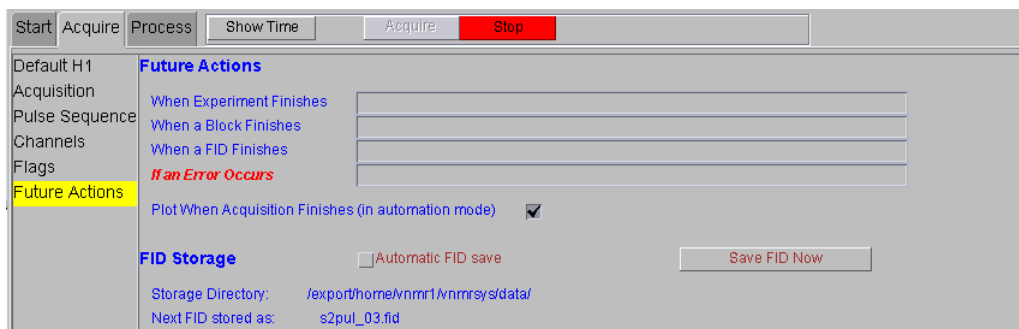 Start Acquire Process Show Time Acquire Stop
Default H1
Acquisition
Pulse Sequence
Channels
Flags
Future Actions
Future Actions
When Experiment Finishes
When a Block Finishes
When a FID Finishes
If an Error Occurs
Plot When Acquisition Finishes (in automation mode)
FID Storage Automatic FID save Save FID Now
Storage Directory: /export/home/vnmr1/vnmrsys/data/
Next FID stored as: s2pul_03.fid